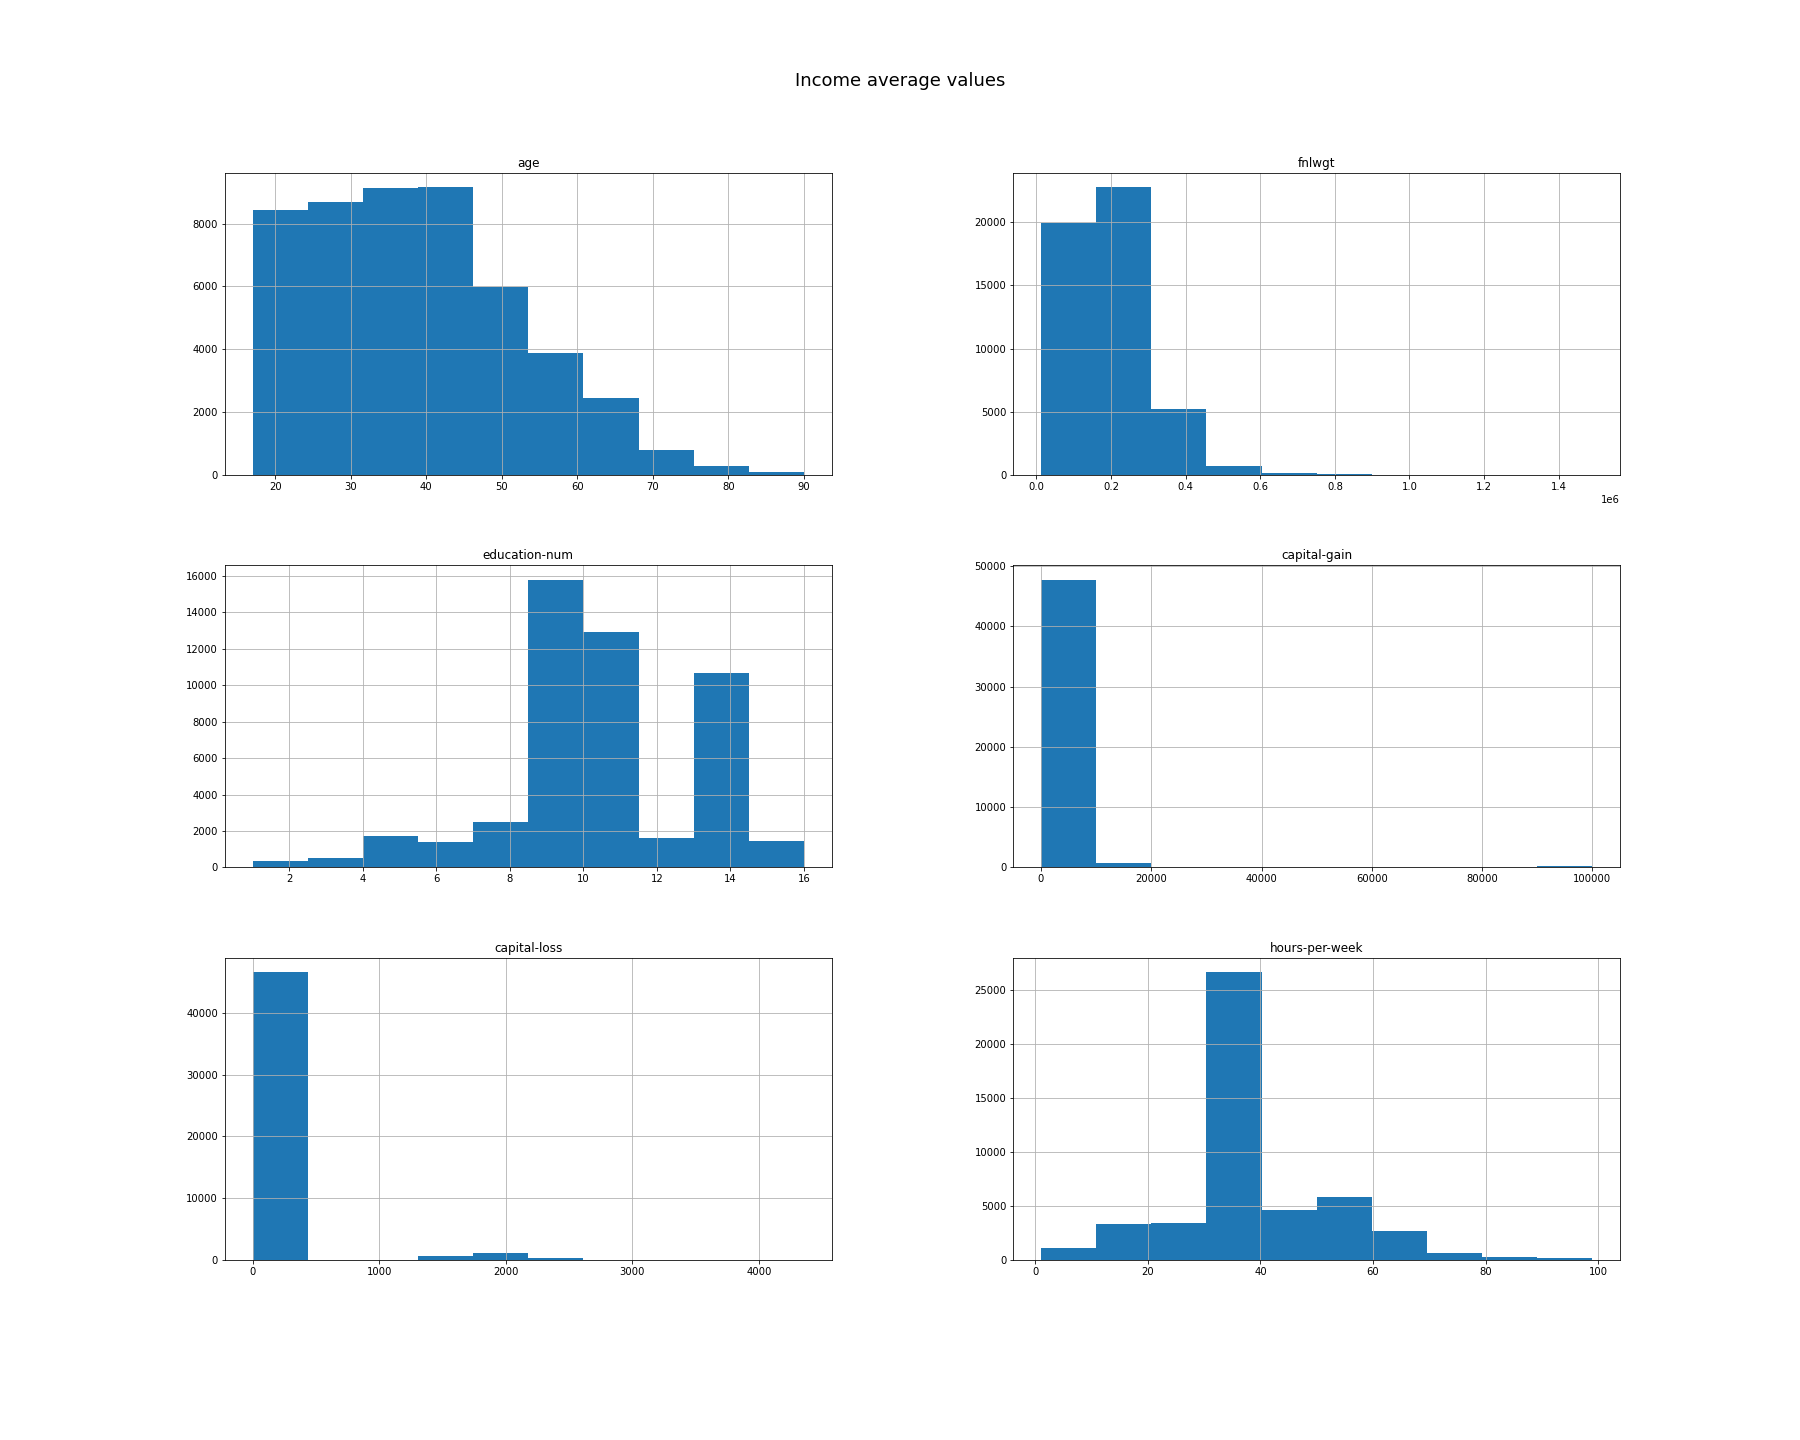 Income average values
age
8000
6000
4000
2000
0
20 30 40 50 60 70 80 90
fnlwgt
20000
15000
10000
5000
0
0.0 0.2 0.4 0.6 0.8 1.0 1.2 1.4
1e6
education-num
16000
14000
12000
10000
8000
6000
4000
2000
0
2 4 6 8 10 12 14 16
capital-gain
50000
40000
30000
20000
10000
0
0 20000 40000 60000 80000 100000
capital-loss
40000
30000
20000
10000
0
0 1000 2000 3000 4000
hours-per-week
25000
20000
15000
10000
5000
0
0 20 40 60 80 100